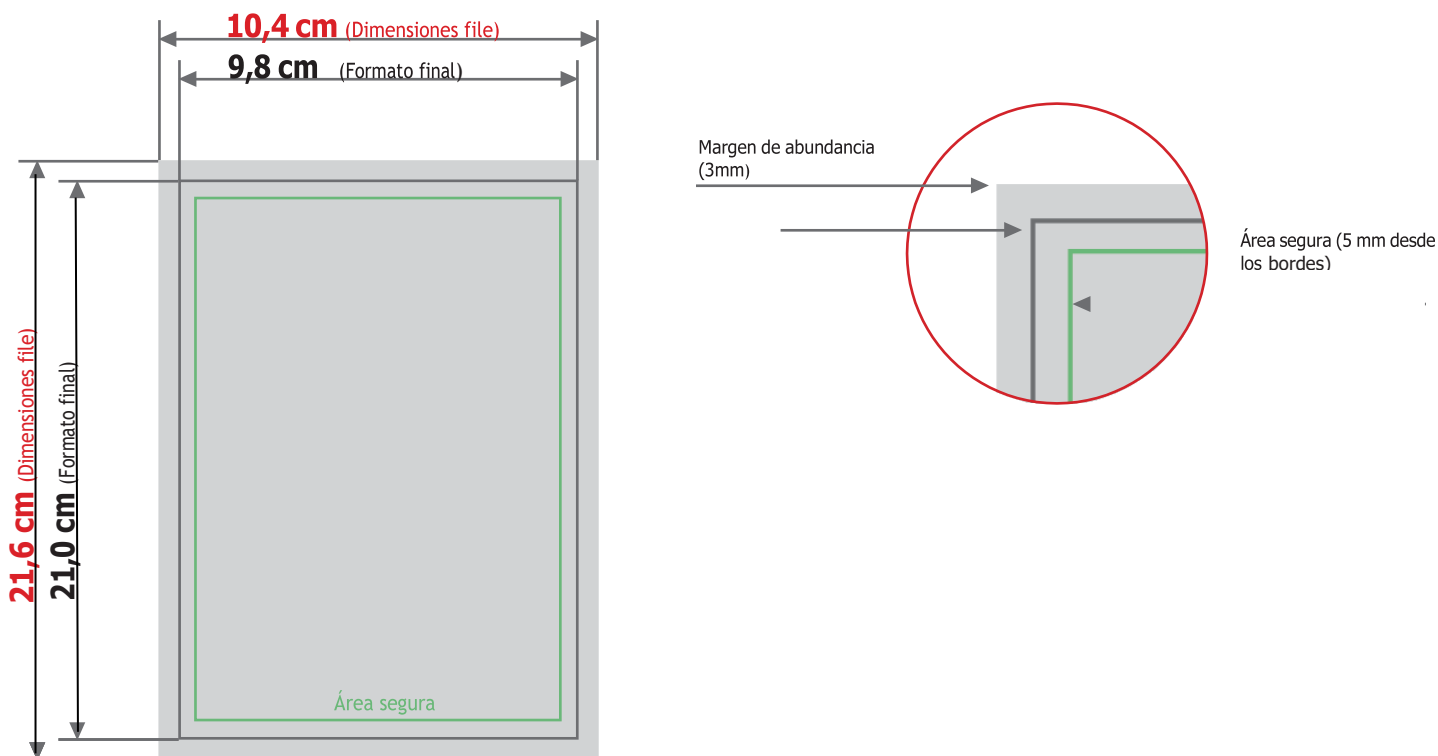 10,4 cm (Dimensiones file)
9,8 cm (Formato final)
Margen de abundancia
(3mm)
Área segura (5 mm desde
los bordes)
21,6 cm (Dimensiones file)
21,0 cm (Formato final)
Área segura